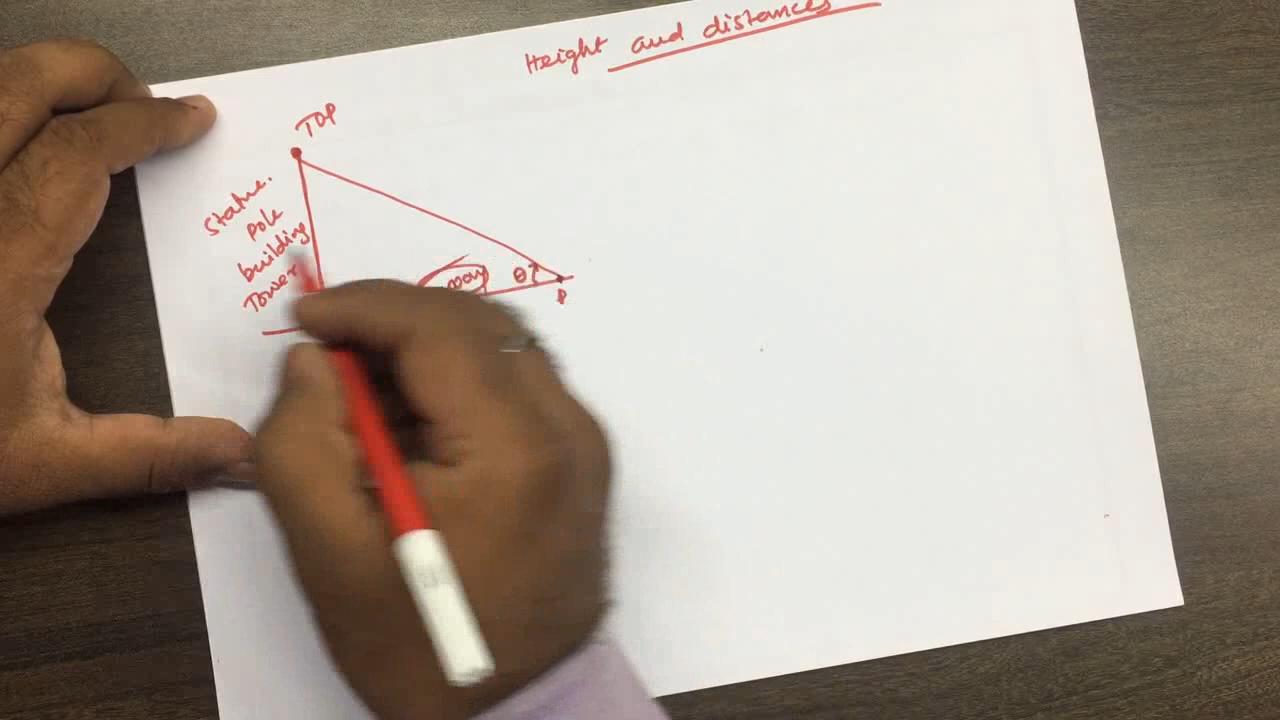 Height and distances
TOP
Statue.
pole
building
Tower
θ
P